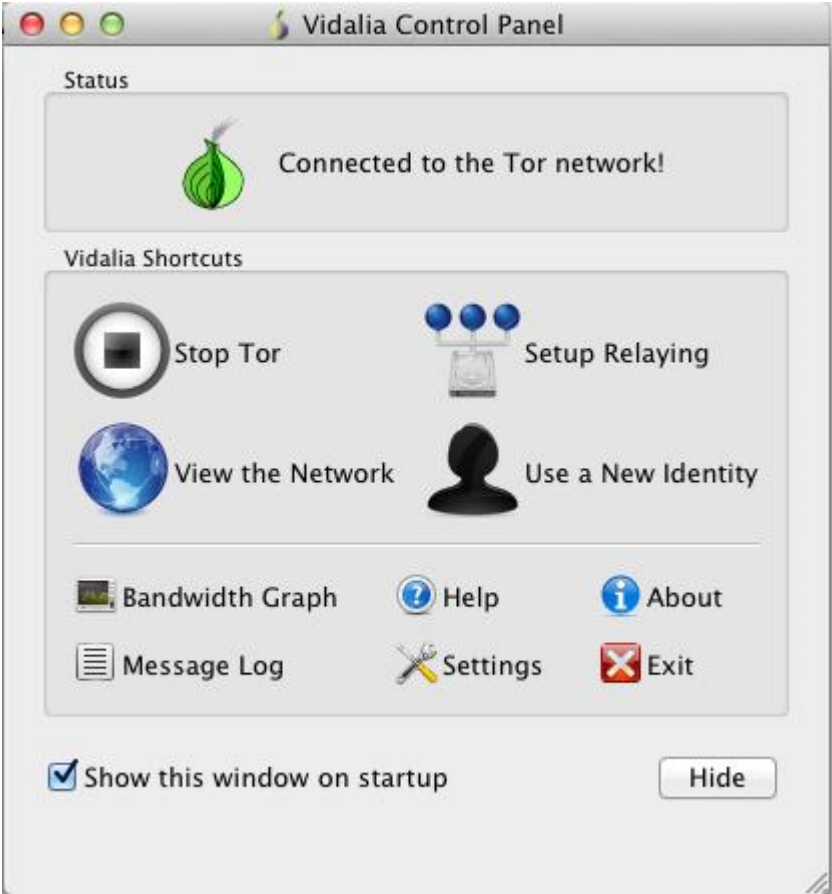 Vidalia Control Panel
Status
Connected to the Tor network!
Vidalia Shortcuts
Stop Tor
Setup Relaying
View the Network
Use a New Identity
Bandwidth Graph
Help
About
Message Log
Settings
Exit
Show this window on startup
Hide